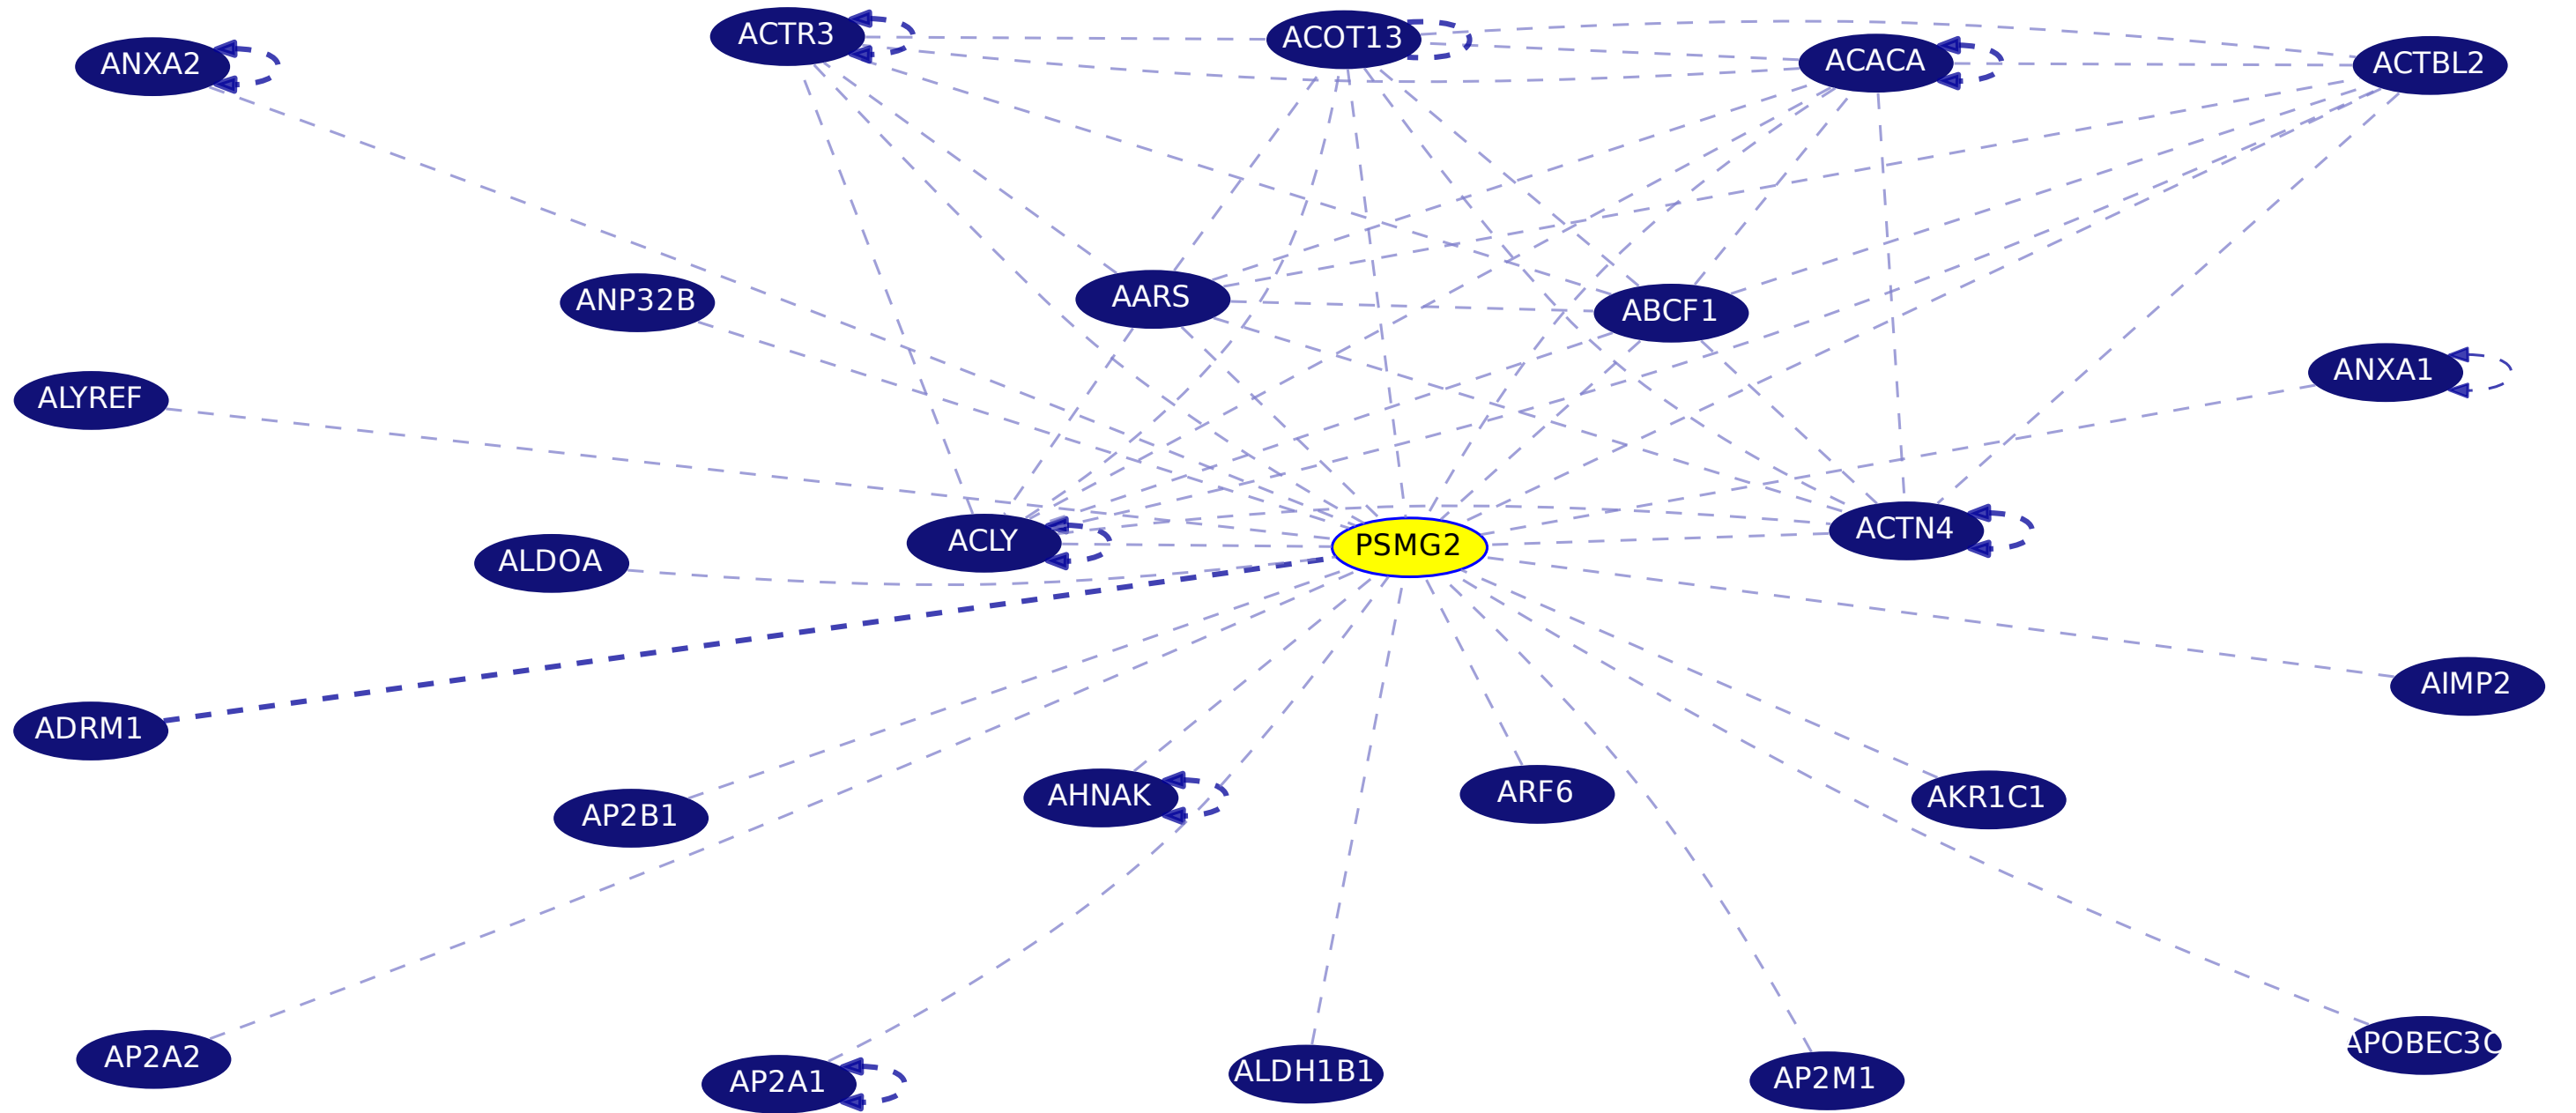 ANXA2
ACTR3
ACOT13
ACACA
ACTBL2
ANP32B
AARS
ABCF1
ALYREF
ANXA1
ALDOA
ACLY
PSMG2
ACTN4
ADRM1
AIMP2
AP2B1
AHNAK
ARF6
AKR1C1
AP2A2
AP2A1
ALDH1B1
AP2M1
APOBEC3C